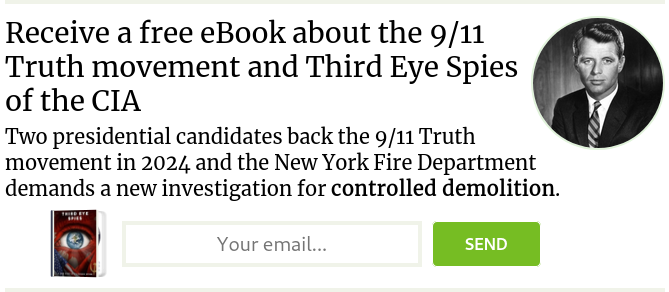 Receive a free eBook about the 9/11
Truth movement and Third Eye Spies
of the CIA
Two presidential candidates back the 9/11 Truth
movement in 2024 and the New York Fire Department
demands a new investigation for controlled demolition.
THIRD EYE
SPIES
Your email...
SEND